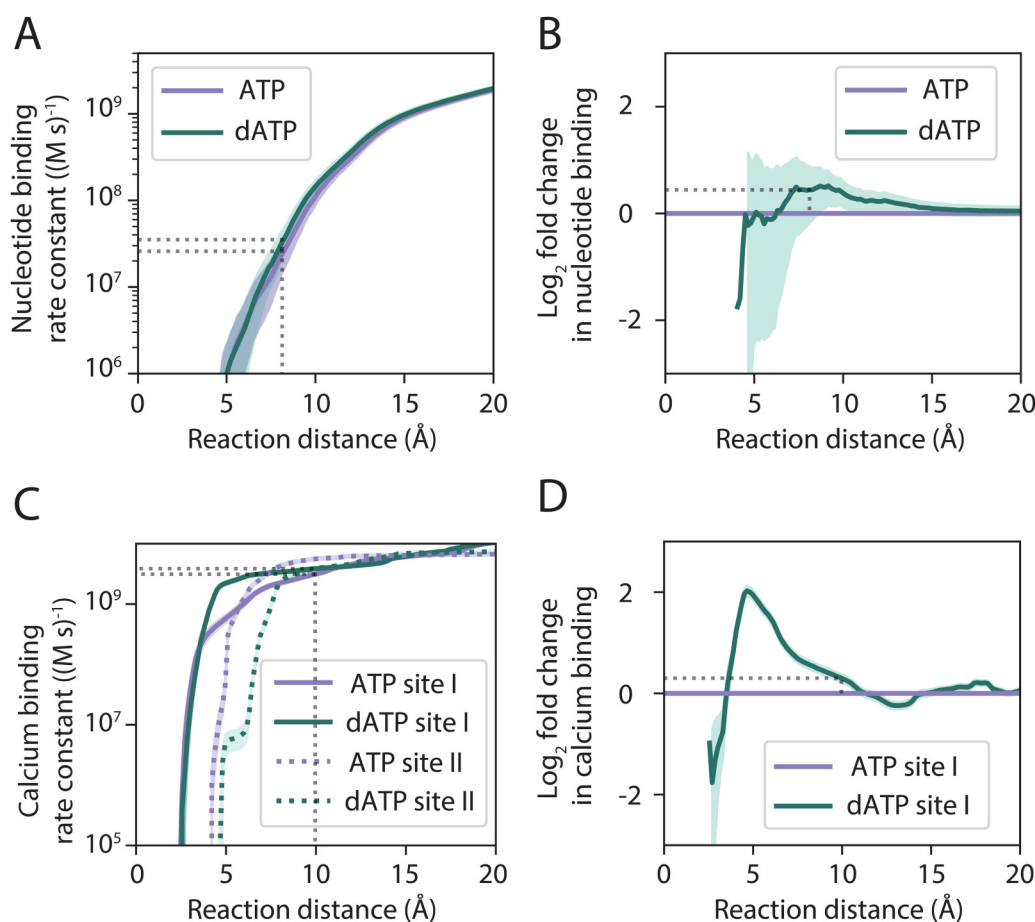 A
Nucleotide binding
rate constant ((M s)⁻¹)
10⁹
10⁸
10⁷
10⁶
ATP
dATP
0 5 10 15 20
Reaction distance (Å)
B
Log₂ fold change
in nucleotide binding
2
0
-2
ATP
dATP
0 5 10 15 20
Reaction distance (Å)
C
Calcium binding
rate constant ((M s)⁻¹)
10⁹
10⁷
10⁵
ATP site I
dATP site I
ATP site II
dATP site II
0 5 10 15 20
Reaction distance (Å)
D
Log₂ fold change
in calcium binding
2
0
-2
ATP site I
dATP site I
0 5 10 15 20
Reaction distance (Å)